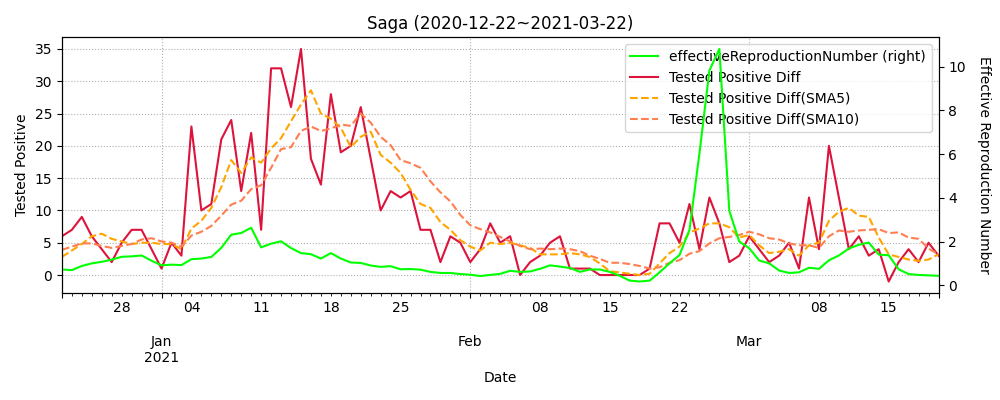 Saga (2020-12-22~2021-03-22)
effectiveReproductionNumber (right)
Tested Positive Diff
Tested Positive Diff(SMA5)
Tested Positive Diff(SMA10)
Tested Positive
35
30
25
20
15
10
5
0
Effective Reproduction Number
10
8
6
4
2
0
28 04 11 18 25 08 15 22 08 15
Jan Feb Mar
2021
Date